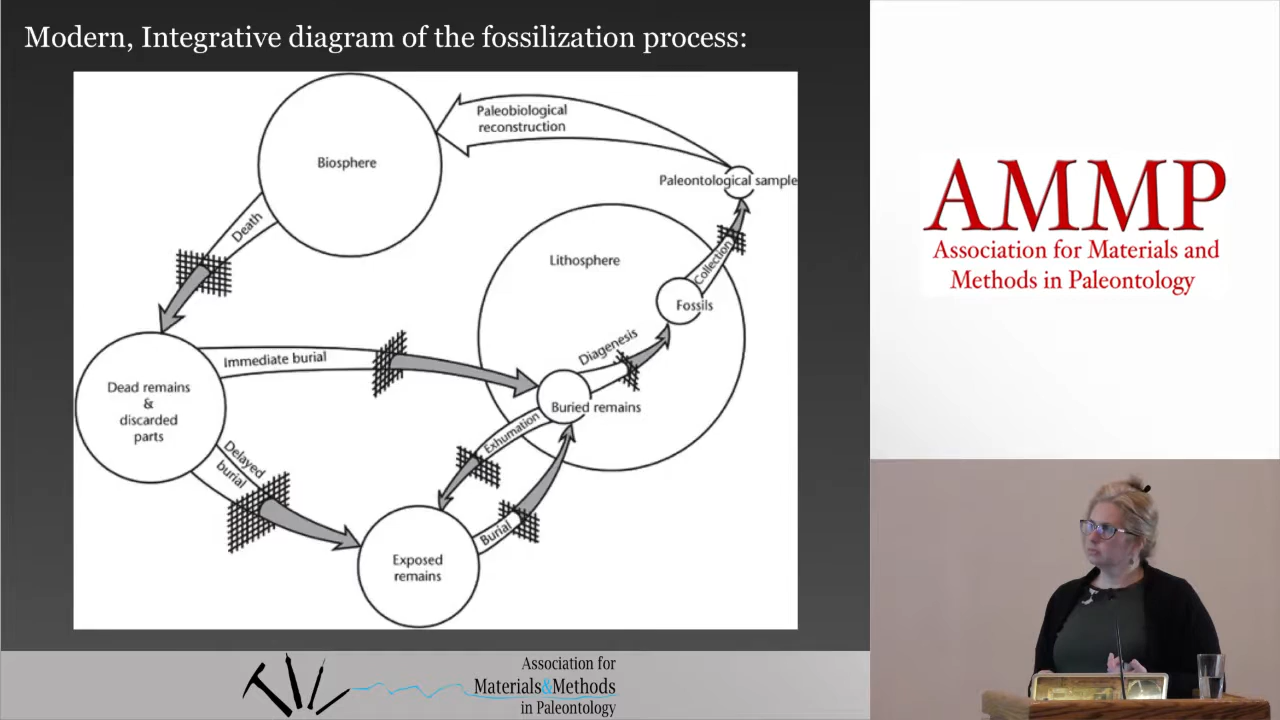 Modern, Integrative diagram of the fossilization process:
Paleobiological
reconstruction
Biosphere
Paleontological sample
Death
Lithosphere
Collection
Fossils
Diagenesis
Immediate burial
Dead remains
&
discarded
parts
Buried remains
Exhumation
Delayed
burial
Burial
Exposed
remains
Association for
Materials&Methods
in Paleontology
AMMP
Association for Materials and
Methods in Paleontology